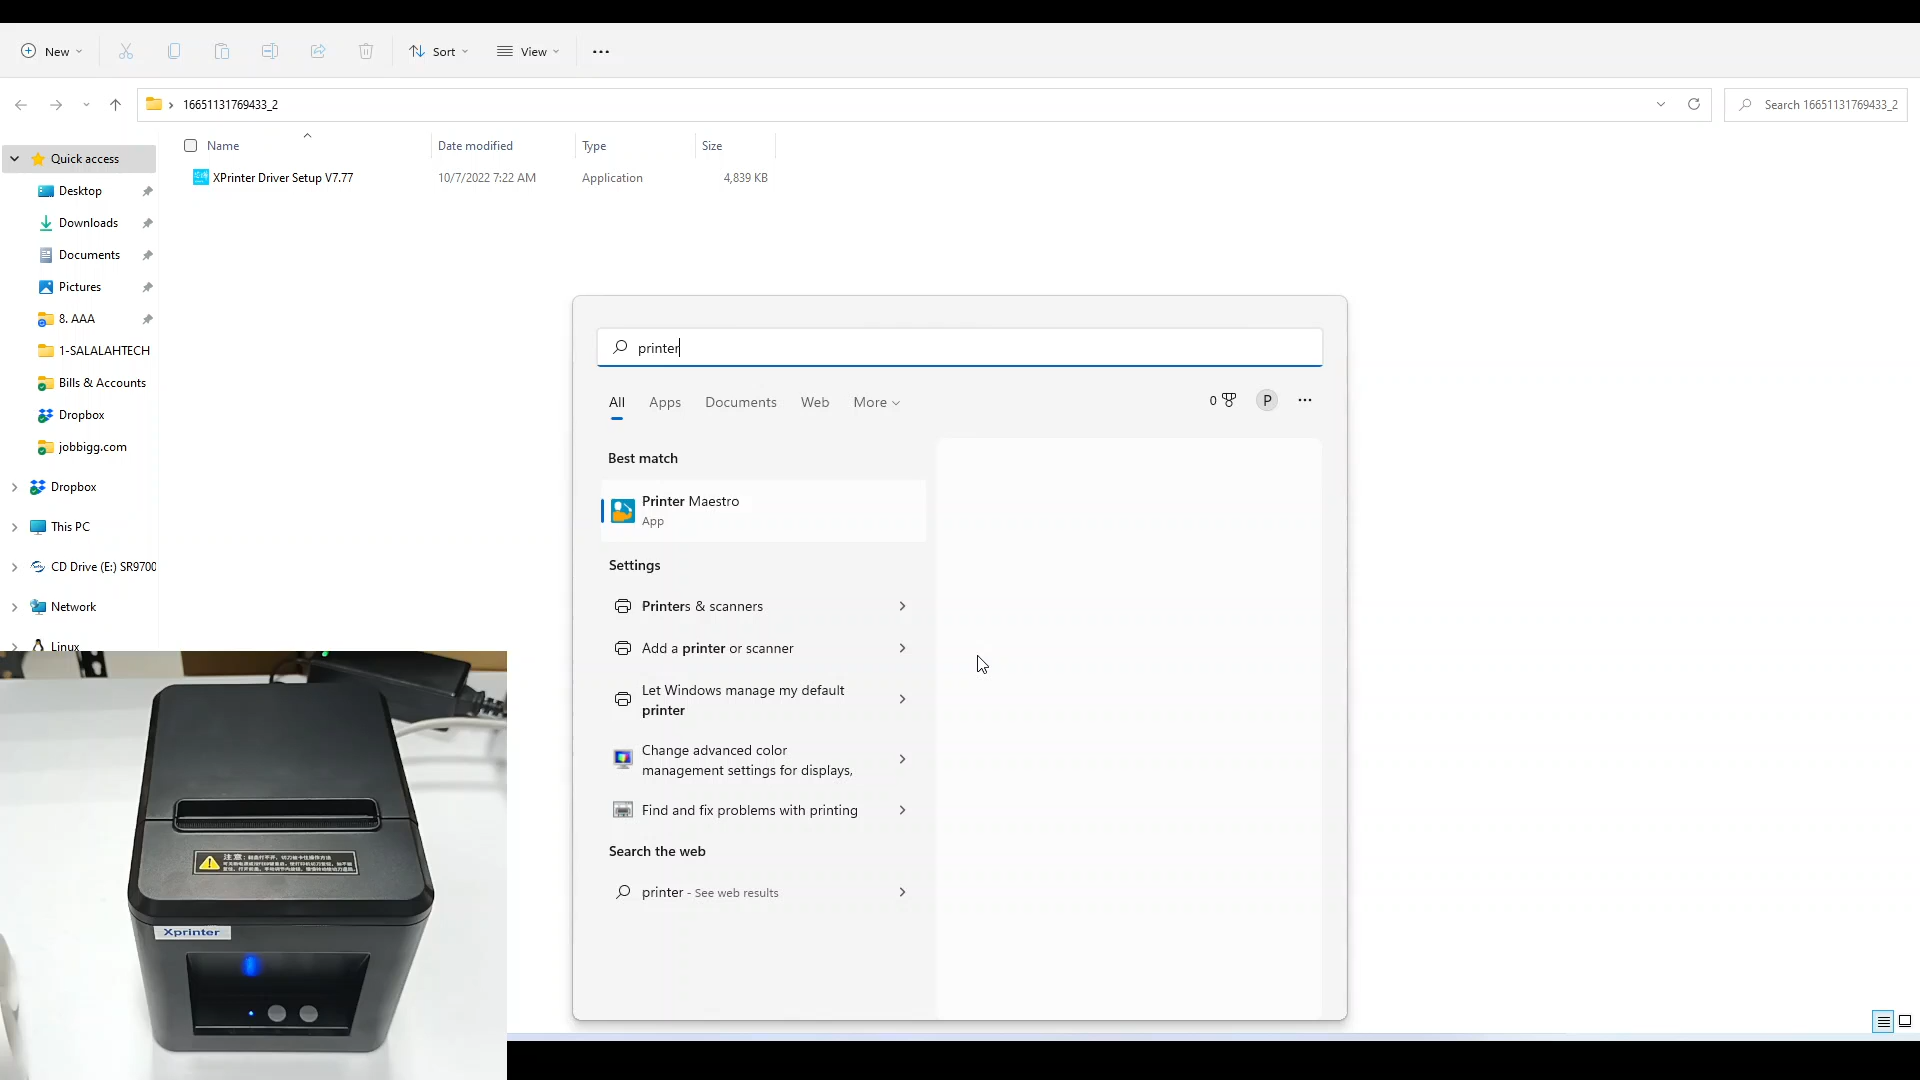 New
Sort
View
16651131769433_2
Search 16651131769433_2
Name
Date modified
Type
Size
XPrinter Driver Setup V7.77
10/7/2022 7:22 AM
Application
4,839 KB
Quick access
Desktop
Downloads
Documents
Pictures
8. AAA
1-SALALAHTECH
Bills & Accounts
Dropbox
jobbigg.com
Dropbox
This PC
CD Drive (E:) SR9700
Network
Linux
printer
All
Apps
Documents
Web
More
0
P
Best match
Printer Maestro
App
Settings
Printers & scanners
Add a printer or scanner
Let Windows manage my default
printer
Change advanced color
management settings for displays,
Find and fix problems with printing
Search the web
printer - See web results
注意:
Xprinter